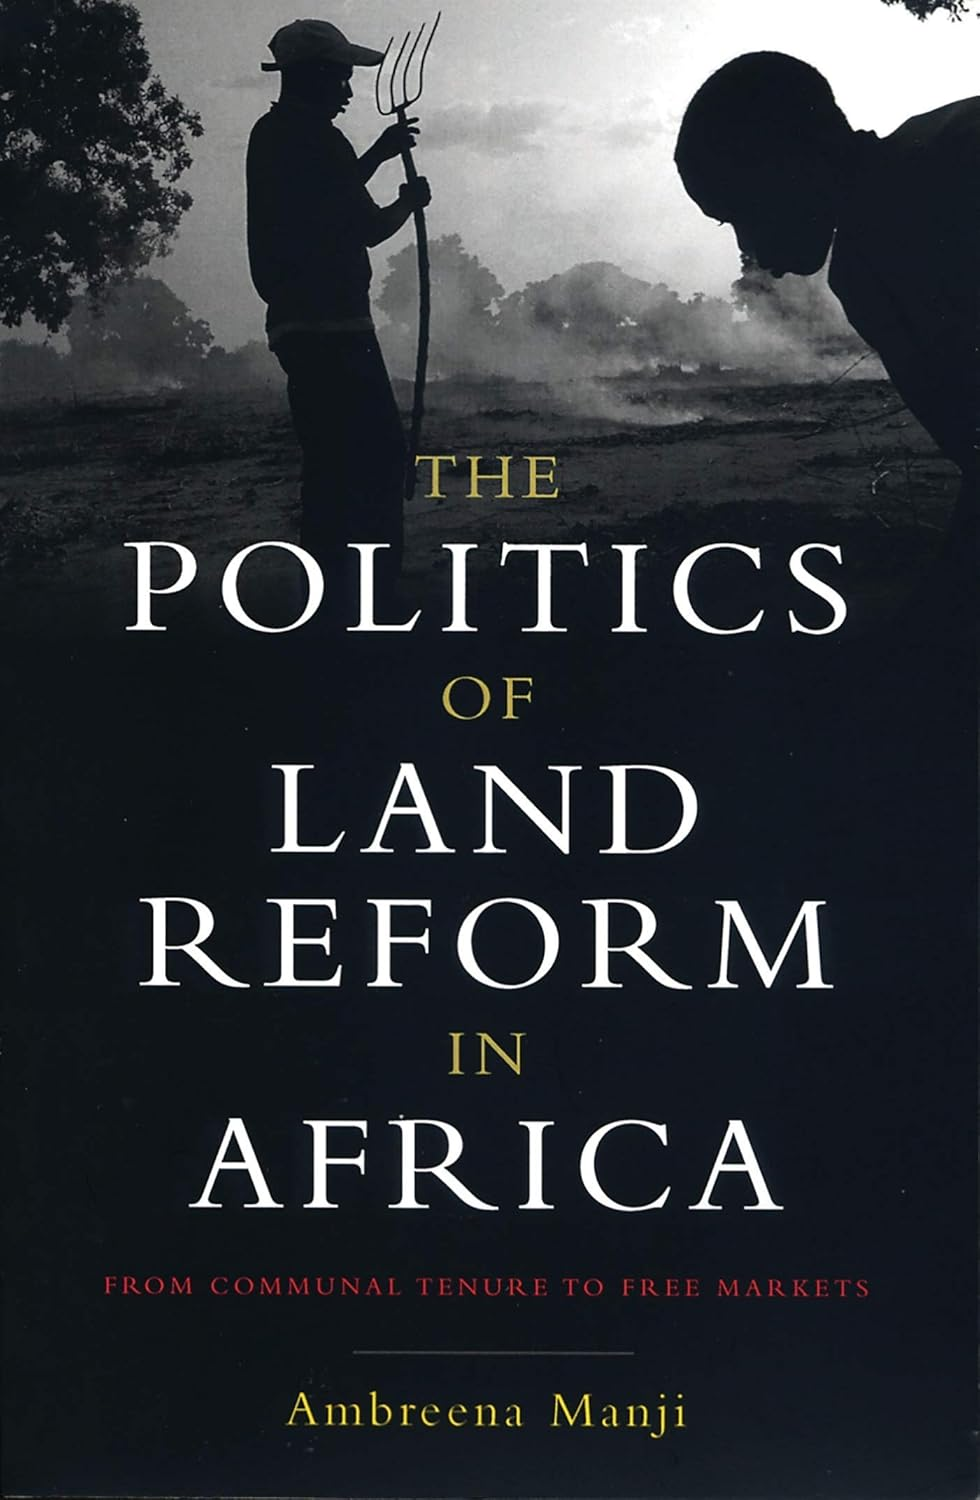 THE
POLITICS
OF
LAND
REFORM
IN
AFRICA
FROM COMMUNAL TENURE TO FREE MARKETS
Ambreena Manji